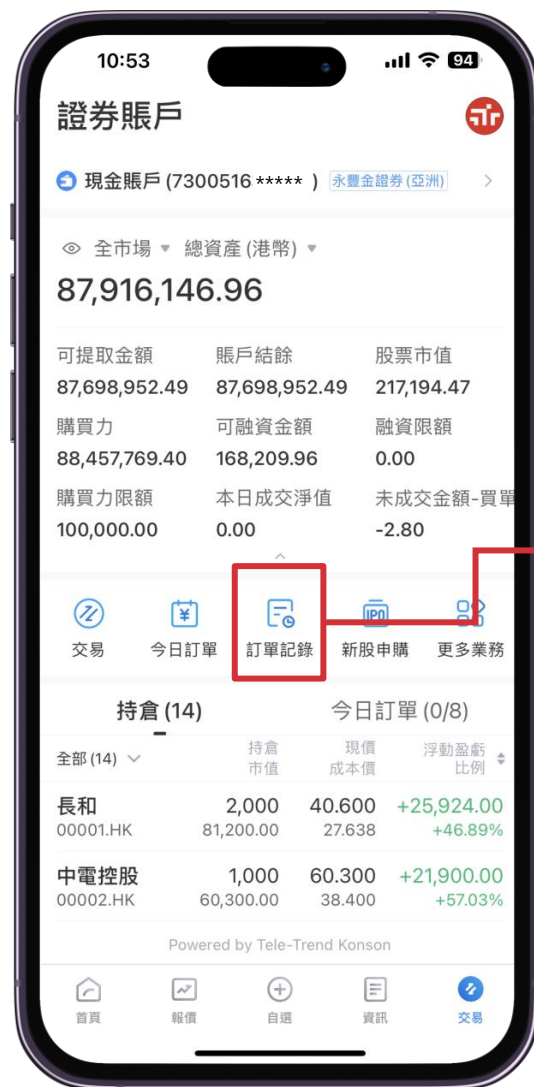 10:53
94
證券賬戶
現金賬戶 (7300516 ***** ) 永豐金證券(亞洲)
全市場 總資產 (港幣)
87,916,146.96
可提取金額 賬戶結餘 股票市值
87,698,952.49 87,698,952.49 217,194.47
購買力 可融資金額 融資限額
88,457,769.40 168,209.96 0.00
購買力限額 本日成交淨值 未成交金額-買單
100,000.00 0.00 -2.80
IPO
交易 今日訂單 訂單記錄 新股申購 更多業務
持倉 (14) 今日訂單 (0/8)
全部 (14) 持倉 現價 浮動盈虧
市值 成本價 比例
長和 2,000 40.600 +25,924.00
00001.HK 81,200.00 27.638 +46.89%
中電控股 1,000 60.300 +21,900.00
00002.HK 60,300.00 38.400 +57.03%
Powered by Tele-Trend Konson
首頁 報價 自選 資訊 交易